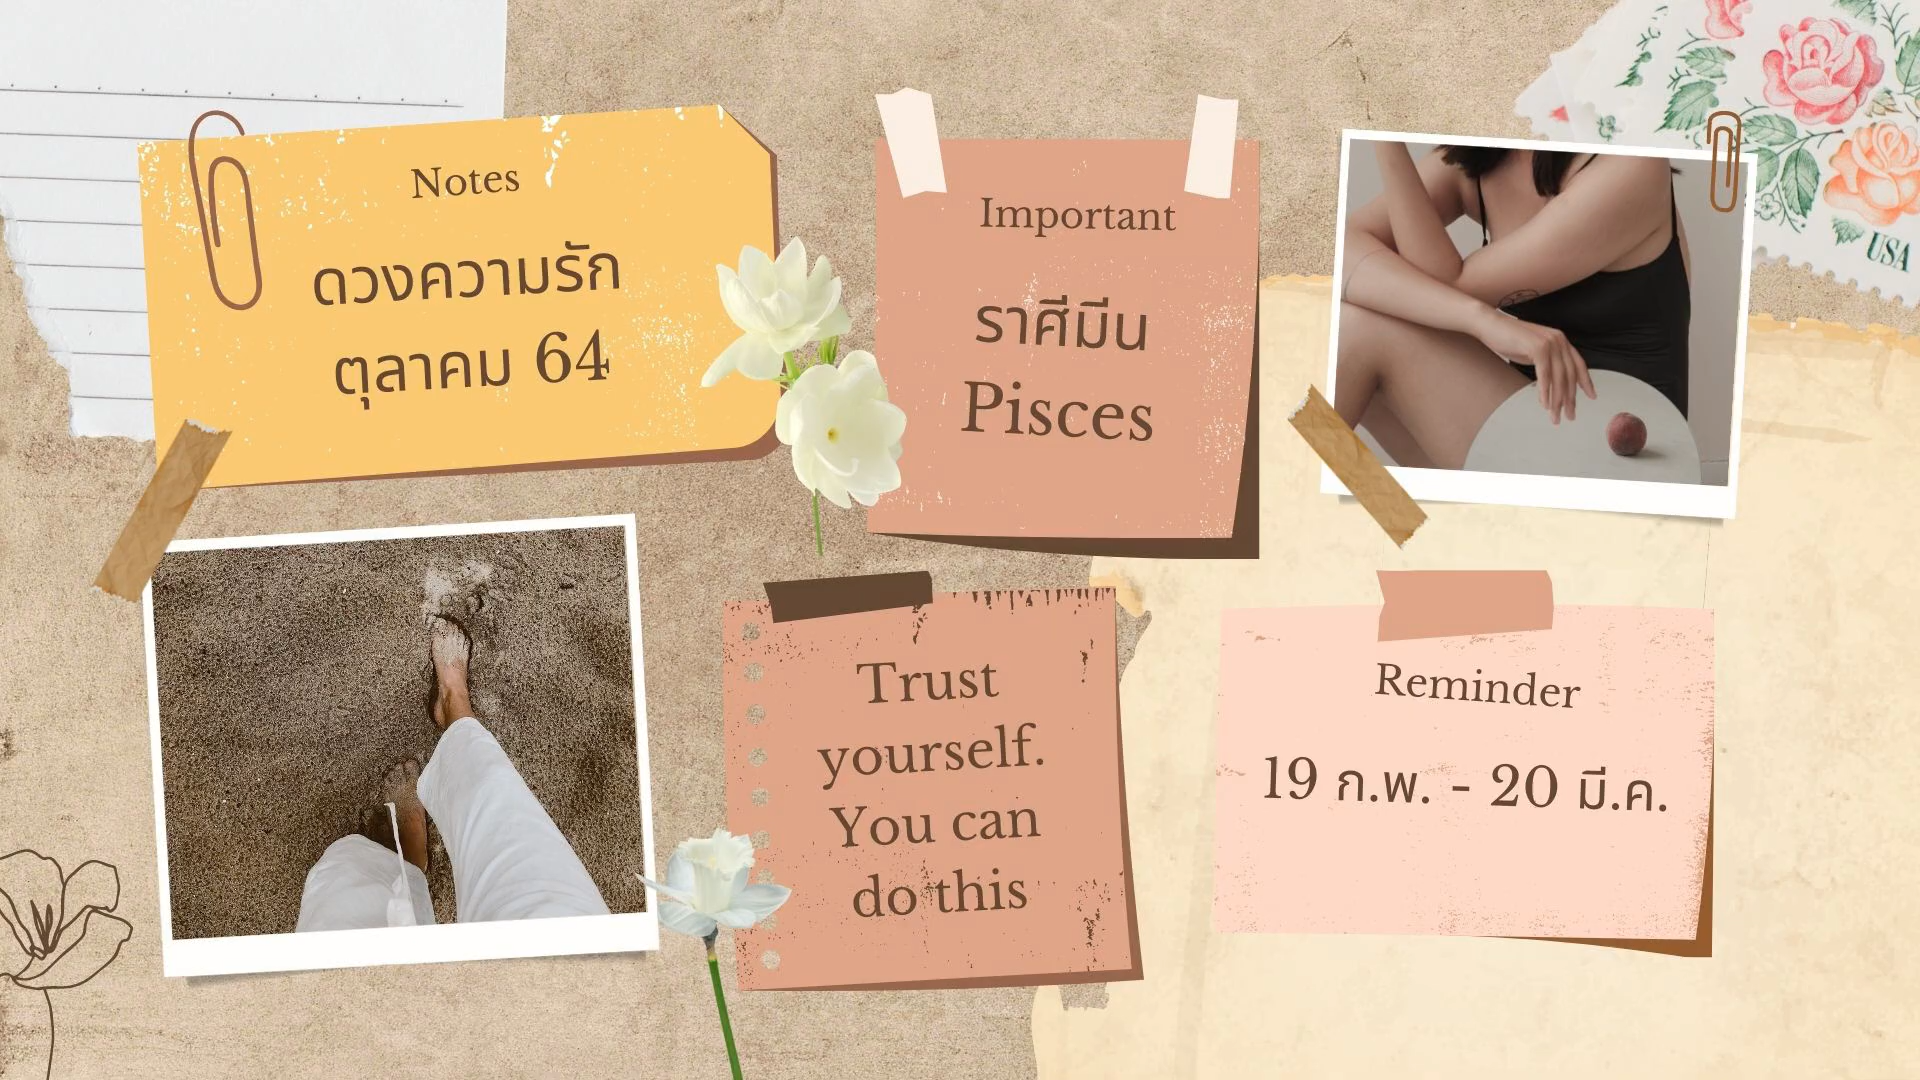 Notes
ดวงความรัก
ตุลาคม 64
Important
ราศีมีน
Pisces
USA
Trust
yourself.
You can
do this
Reminder
19 ก.พ. - 20 มี.ค.